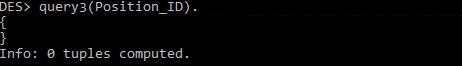 DES> query3(Position_ID).
{
}
Info: 0 tuples computed.